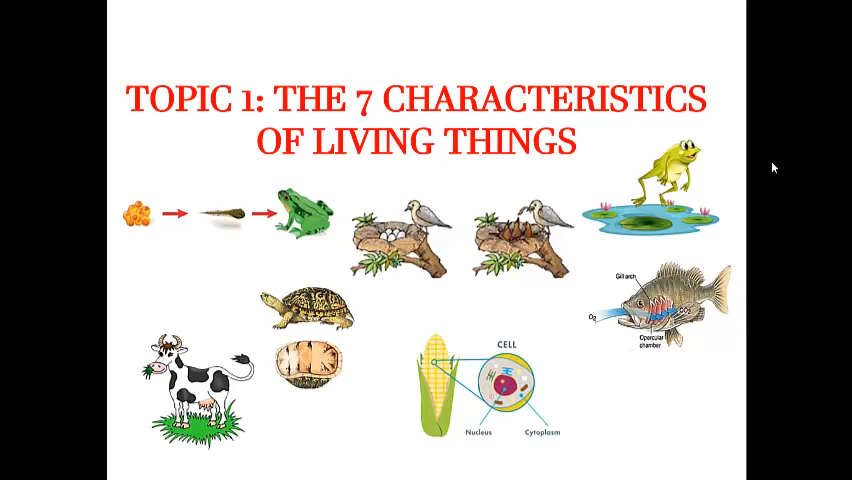 TOPIC 1: THE 7 CHARACTERISTICS
OF LIVING THINGS
Gill arch
O2
CO2
Opercular
chamber
CELL
Nucleus
Cytoplasm